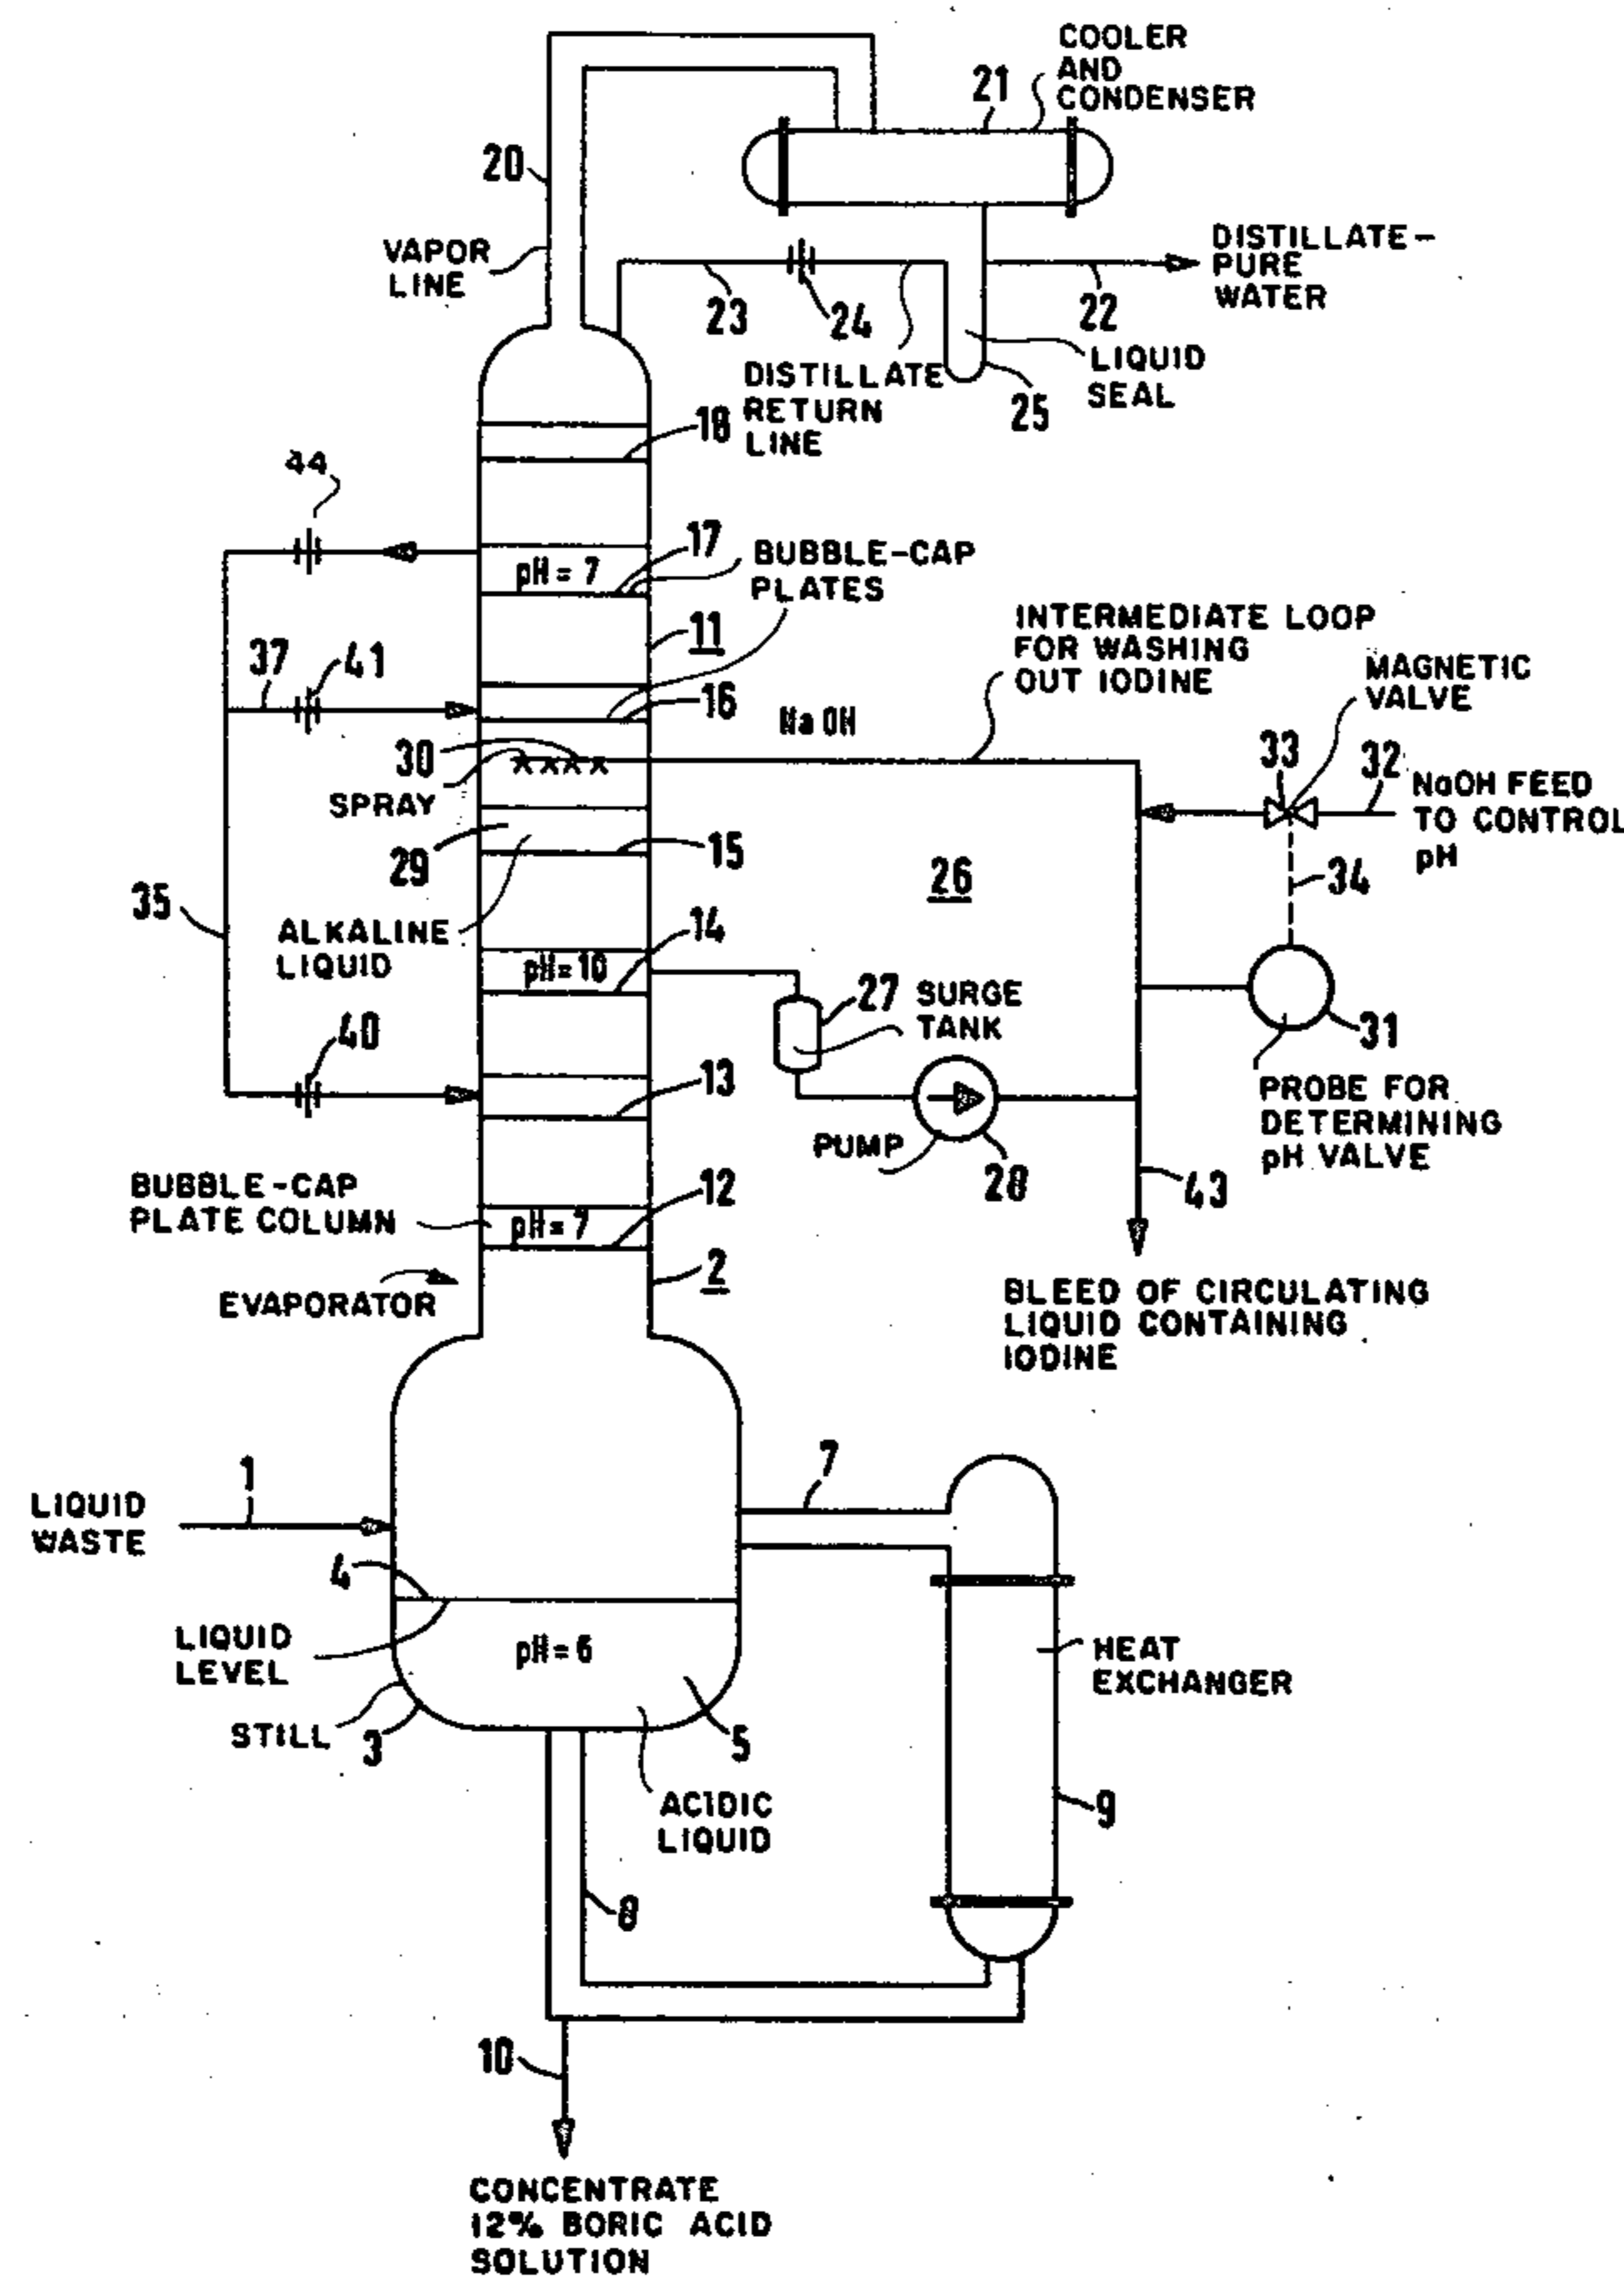 COOLER
AND
CONDENSER
21
20
VAPOR
LINE
DISTILLATE-
PURE
WATER
23
24
22
LIQUID
SEAL
25
DISTILLATE
RETURN
LINE
18
44
17
pH = 7
BUBBLE-CAP
PLATES
11
INTERMEDIATE LOOP
FOR WASHING
OUT IODINE
MAGNETIC
VALVE
37
41
16
NaOH
30
SPRAY
33
32
NaOH FEED
TO CONTROL
pH
29
15
26
34
35
ALKALINE
LIQUID
14
pH = 10
27
SURGE
TANK
31
40
13
PUMP
28
PROBE FOR
DETERMINING
pH VALVE
43
BUBBLE-CAP
PLATE COLUMN
12
pH = 7
2
EVAPORATOR
BLEED OF CIRCULATING
LIQUID CONTAINING
IODINE
1
LIQUID
WASTE
7
4
LIQUID
LEVEL
pH = 6
HEAT
EXCHANGER
STILL
3
5
ACIDIC
LIQUID
9
8
10
CONCENTRATE
12% BORIC ACID
SOLUTION